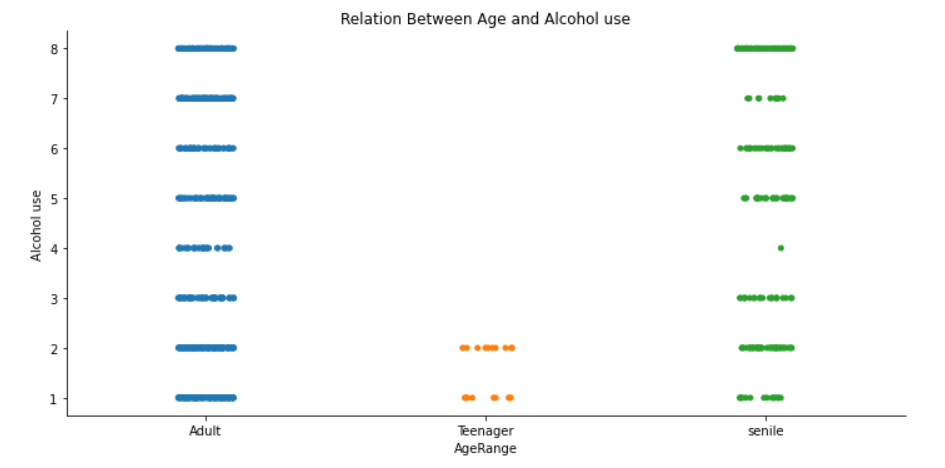 Relation Between Age and Alcohol use
Alcohol use
8
7
6
5
4
3
2
1
Adult Teenager senile
AgeRange